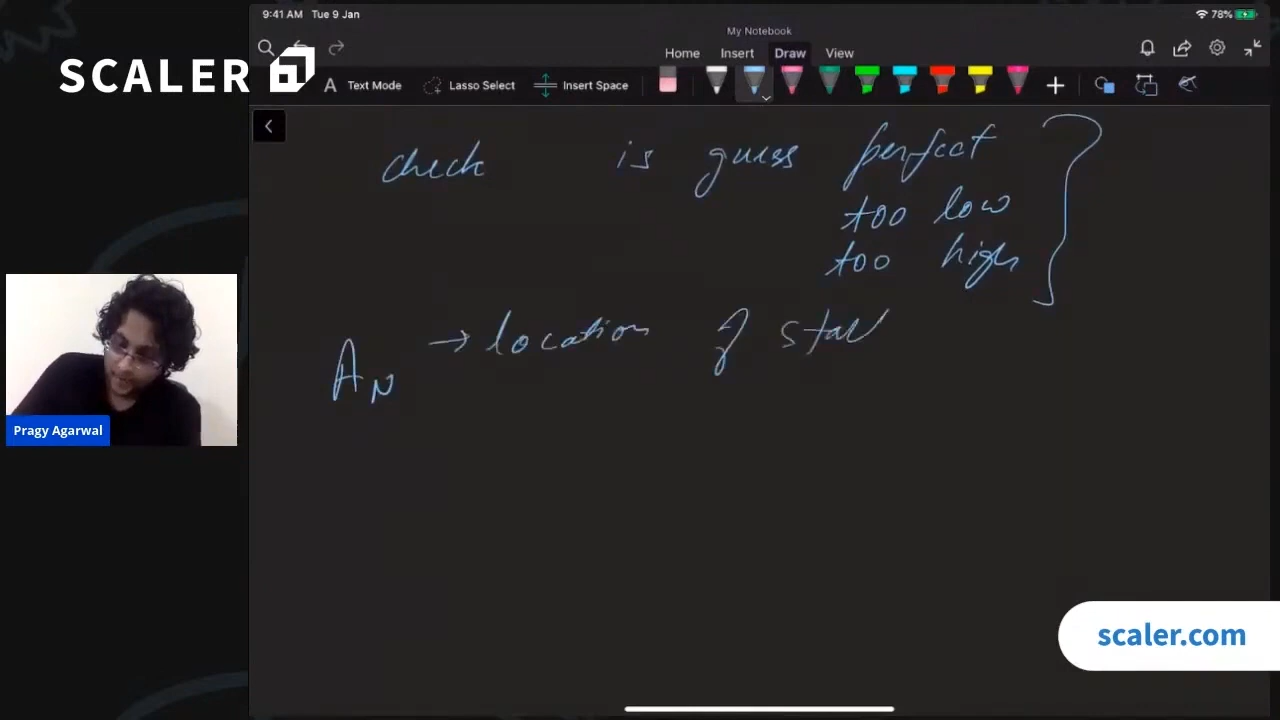 9:41 AM Tue 9 Jan
78%
My Notebook
Home Insert Draw View
SCALER
A Text Mode Lasso Select Insert Space
check is guess perfect
too low
too high
A_N → location of stall
Pragy Agarwal
scaler.com